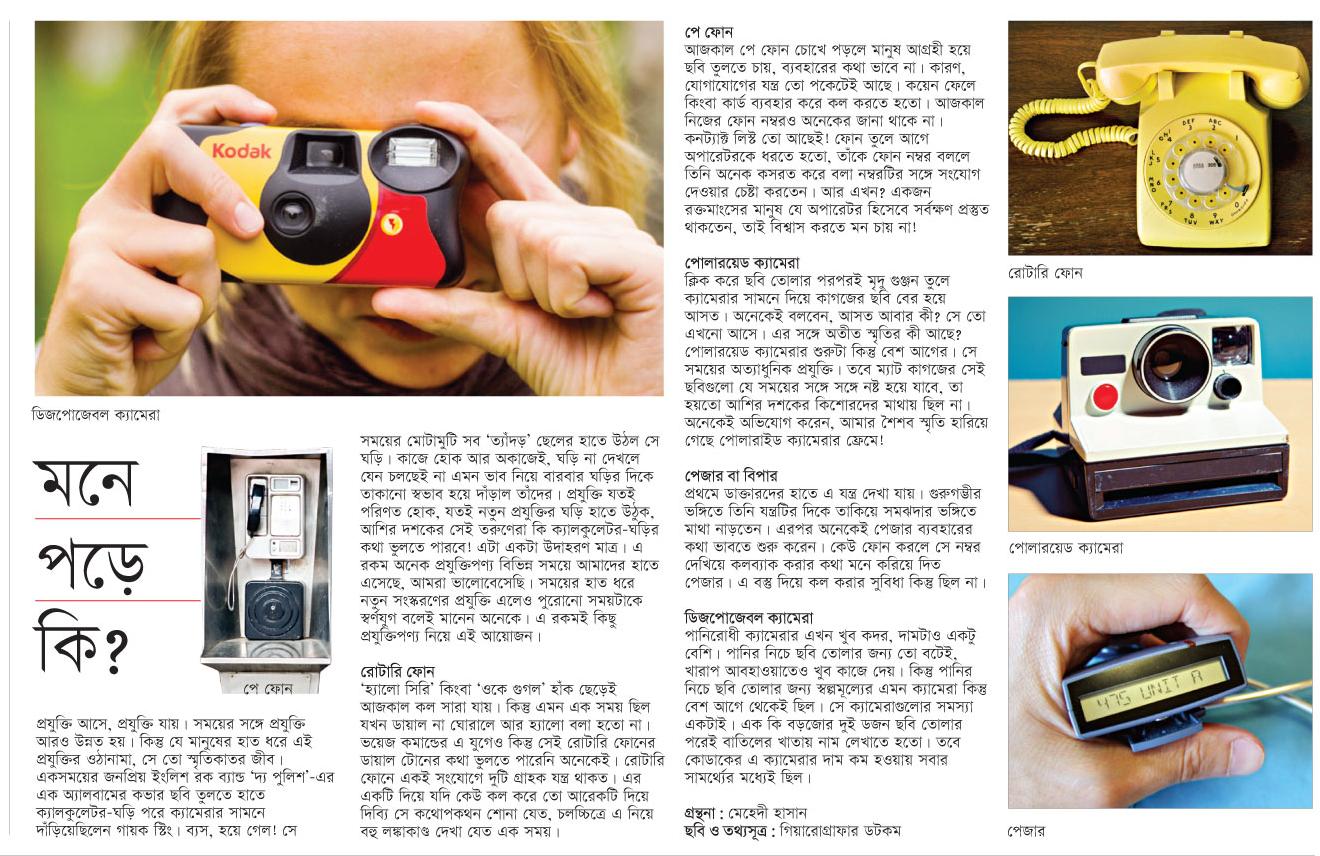 Kodak
ডিজপোজেবল ক্যামেরা
মনে
পড়ে
কি?
পে ফোন
প্রযুক্তি আসে, প্রযুক্তি যায়। সময়ের সঙ্গে প্রযুক্তি
আরও উন্নত হয়। কিন্তু যে মানুষের হাত ধরে এই
প্রযুক্তির ওঠানামা, সে তো স্মৃতিকাতর জীব।
একসময়ের জনপ্রিয় ইংলিশ রক ব্যান্ড ‘দ্য পুলিশ’-এর
এক অ্যালবামের কভার ছবি তুলতে হাতে
ক্যালকুলেটর-ঘড়ি পরে ক্যামেরার সামনে
দাঁড়িয়েছিলেন গায়ক স্টিং। ব্যস, হয়ে গেল! সে
সময়ের মোটামুটি সব ‘ত্যাঁদড়’ ছেলের হাতে উঠল সে
ঘড়ি। কাজে হোক আর অকাজেই, ঘড়ি না দেখলে
যেন চলছেই না এমন ভাব নিয়ে বারবার ঘড়ির দিকে
তাকানো স্বভাব হয়ে দাঁড়াল তাঁদের। প্রযুক্তি যতই
পরিণত হোক, যতই নতুন প্রযুক্তির ঘড়ি হাতে উঠুক,
আশির দশকের সেই তরুণেরা কি ক্যালকুলেটর-ঘড়ির
কথা ভুলতে পারবে! এটা একটা উদাহরণ মাত্র। এ
রকম অনেক প্রযুক্তিপণ্য বিভিন্ন সময়ে আমাদের হাতে
এসেছে, আমরা ভালোবেসেছি। সময়ের হাত ধরে
নতুন সংস্করণের প্রযুক্তি এলেও পুরোনো সময়টাকে
স্বর্ণযুগ বলেই মানেন অনেকে। এ রকমই কিছু
প্রযুক্তিপণ্য নিয়ে এই আয়োজন।
রোটারি ফোন
‘হ্যালো সিরি’ কিংবা ‘ওকে গুগল’ হাঁক ছেড়েই
আজকাল কল সারা যায়। কিন্তু এমন এক সময় ছিল
যখন ডায়াল না ঘোরালে আর হ্যালো বলা হতো না।
ভয়েজ কমান্ডের এ যুগেও কিন্তু সেই রোটারি ফোনের
ডায়াল টোনের কথা ভুলতে পারেনি অনেকেই। রোটারি
ফোনে একই সংযোগে দুটি গ্রাহক যন্ত্র থাকত। এর
একটি দিয়ে যদি কেউ কল করে তো আরেকটি দিয়ে
দিব্যি সে কথোপকথন শোনা যেত, চলচ্চিত্রে এ নিয়ে
বহু লঙ্কাকাণ্ড দেখা যেত এক সময়।
পে ফোন
আজকাল পে ফোন চোখে পড়লে মানুষ আগ্রহী হয়ে
ছবি তুলতে চায়, ব্যবহারের কথা ভাবে না। কারণ,
যোগাযোগের যন্ত্র তো পকেটেই আছে। কয়েন ফেলে
কিংবা কার্ড ব্যবহার করে কল করতে হতো। আজকাল
নিজের ফোন নম্বরও অনেকের জানা থাকে না।
কনট্যাক্ট লিস্ট তো আছেই! ফোন তুলে আগে
অপারেটরকে ধরতে হতো, তাঁকে ফোন নম্বর বললে
তিনি অনেক কসরত করে বলা নম্বরটির সঙ্গে সংযোগ
দেওয়ার চেষ্টা করতেন। আর এখন? একজন
রক্তমাংসের মানুষ যে অপারেটর হিসেবে সর্বক্ষণ প্রস্তুত
থাকতেন, তাই বিশ্বাস করতে মন চায় না!
পোলারয়েড ক্যামেরা
ক্লিক করে ছবি তোলার পরপরই মৃদু গুঞ্জন তুলে
ক্যামেরার সামনে দিয়ে কাগজের ছবি বের হয়ে
আসত। অনেকেই বলবেন, আসত আবার কী? সে তো
এখনো আসে। এর সঙ্গে অতীত স্মৃতির কী আছে?
পোলারয়েড ক্যামেরার শুরুটা কিন্তু বেশ আগের। সে
সময়ের অত্যাধুনিক প্রযুক্তি। তবে ম্যাট কাগজের সেই
ছবিগুলো যে সময়ের সঙ্গে সঙ্গে নষ্ট হয়ে যাবে, তা
হয়তো আশির দশকের কিশোরদের মাথায় ছিল না।
অনেকেই অভিযোগ করেন, আমার শৈশব স্মৃতি হারিয়ে
গেছে পোলারাইড ক্যামেরার ফ্রেমে!
পেজার বা বিপার
প্রথমে ডাক্তারদের হাতে এ যন্ত্র দেখা যায়। গুরুগম্ভীর
ভঙ্গিতে তিনি যন্ত্রটির দিকে তাকিয়ে সমঝদার ভঙ্গিতে
মাথা নাড়তেন। এরপর অনেকেই পেজার ব্যবহারের
কথা ভাবতে শুরু করেন। কেউ ফোন করলে সে নম্বর
দেখিয়ে কলব্যাক করার কথা মনে করিয়ে দিত
পেজার। এ বস্তু দিয়ে কল করার সুবিধা কিন্তু ছিল না।
ডিজপোজেবল ক্যামেরা
পানিরোধী ক্যামেরার এখন খুব কদর, দামটাও একটু
বেশি। পানির নিচে ছবি তোলার জন্য তো বটেই,
খারাপ আবহাওয়াতেও খুব কাজে দেয়। কিন্তু পানির
নিচে ছবি তোলার জন্য স্বল্পমূল্যের এমন ক্যামেরা কিন্তু
বেশ আগে থেকেই ছিল। সে ক্যামেরাগুলোর সমস্যা
একটাই। এক কি বড়জোর দুই ডজন ছবি তোলার
পরেই বাতিলের খাতায় নাম লেখাতে হতো। তবে
কোডাকের এ ক্যামেরার দাম কম হওয়ায় সবার
সামর্থ্যের মধ্যেই ছিল।
গ্রন্থনা : মেহেদী হাসান
ছবি ও তথ্যসূত্র : গিয়ারোগ্রাফার ডটকম
রোটারি ফোন
পোলারয়েড ক্যামেরা
475 UNIT A
পেজার